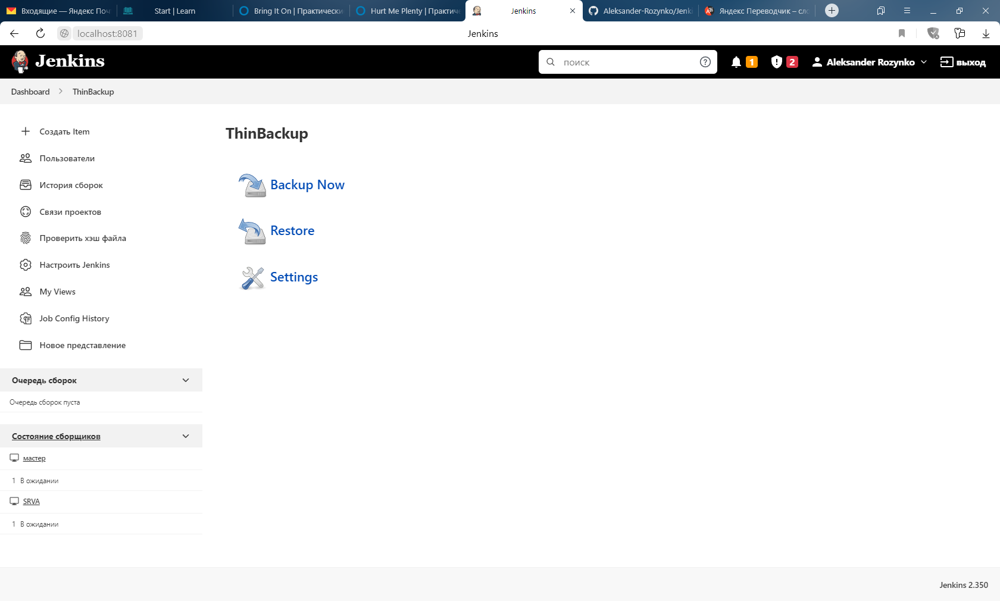 Входящие — Яндекс Поч
Start | Learn
Bring It On | Практически
Hurt Me Plenty | Практиче
Jenkins
Aleksander-Rozynko/Jenki
Яндекс Переводчик – сло
localhost:8081
Jenkins
Jenkins
поиск
1
2
Aleksander Rozynko
выход
Dashboard
ThinBackup
Создать Item
Пользователи
История сборок
Связи проектов
Проверить хэш файла
Настроить Jenkins
My Views
Job Config History
Новое представление
Очередь сборок
Очередь сборок пуста
Состояние сборщиков
мастер
1 В ожидании
SRVA
1 В ожидании
ThinBackup
Backup Now
Restore
Settings
Jenkins 2.350